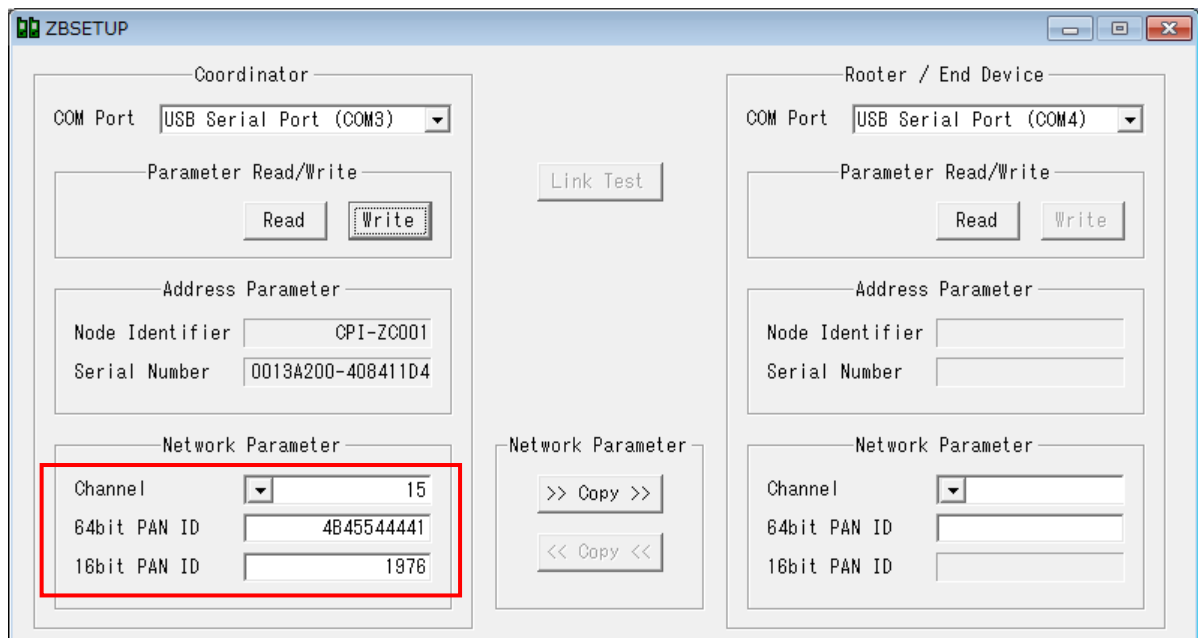 ZBSETUP
Coordinator
COM Port USB Serial Port (COM3)
Parameter Read/Write
Read Write
Address Parameter
Node Identifier CPI-ZC001
Serial Number 0013A200-408411D4
Network Parameter
Channel 15
64bit PAN ID 4B45544441
16bit PAN ID 1976
Link Test
Network Parameter
>> Copy >>
<< Copy <<
Rooter / End Device
COM Port USB Serial Port (COM4)
Parameter Read/Write
Read Write
Address Parameter
Node Identifier
Serial Number
Network Parameter
Channel
64bit PAN ID
16bit PAN ID